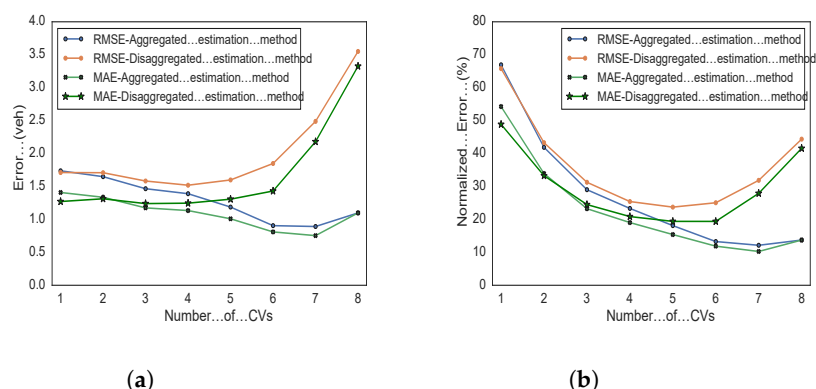 4.0
3.5
3.0
2.5
2.0
1.5
1.0
0.5
0.0
Error...(veh)
RMSE-Aggregated...estimation...method
RMSE-Disaggregated...estimation...method
MAE-Aggregated...estimation...method
MAE-Disaggregated...estimation...method
1 2 3 4 5 6 7 8
Number...of...CVs
(a)
80
70
60
50
40
30
20
10
0
Normalized...Error...(%)
RMSE-Aggregated...estimation...method
RMSE-Disaggregated...estimation...method
MAE-Aggregated...estimation...method
MAE-Disaggregated...estimation...method
1 2 3 4 5 6 7 8
Number...of...CVs
(b)